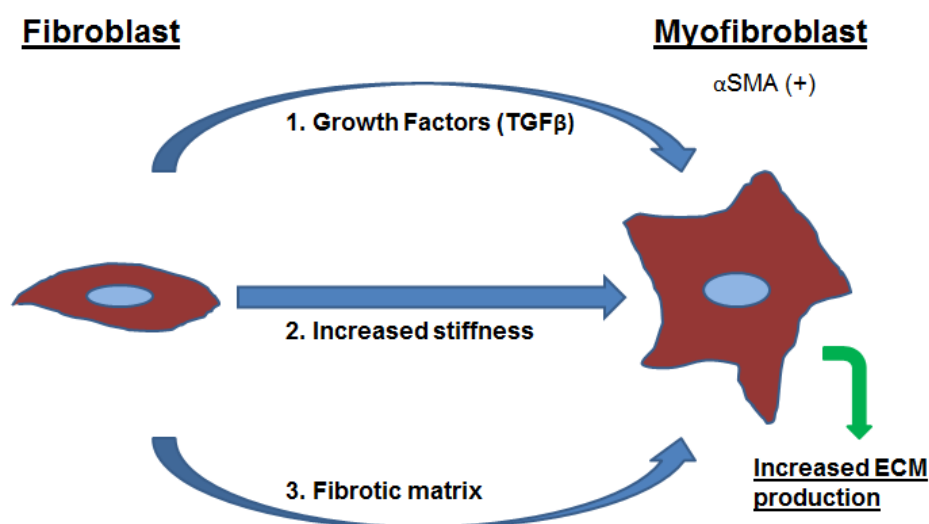 Fibroblast
Myofibroblast
αSMA (+)
1. Growth Factors (TGFβ)
2. Increased stiffness
3. Fibrotic matrix
Increased ECM
production